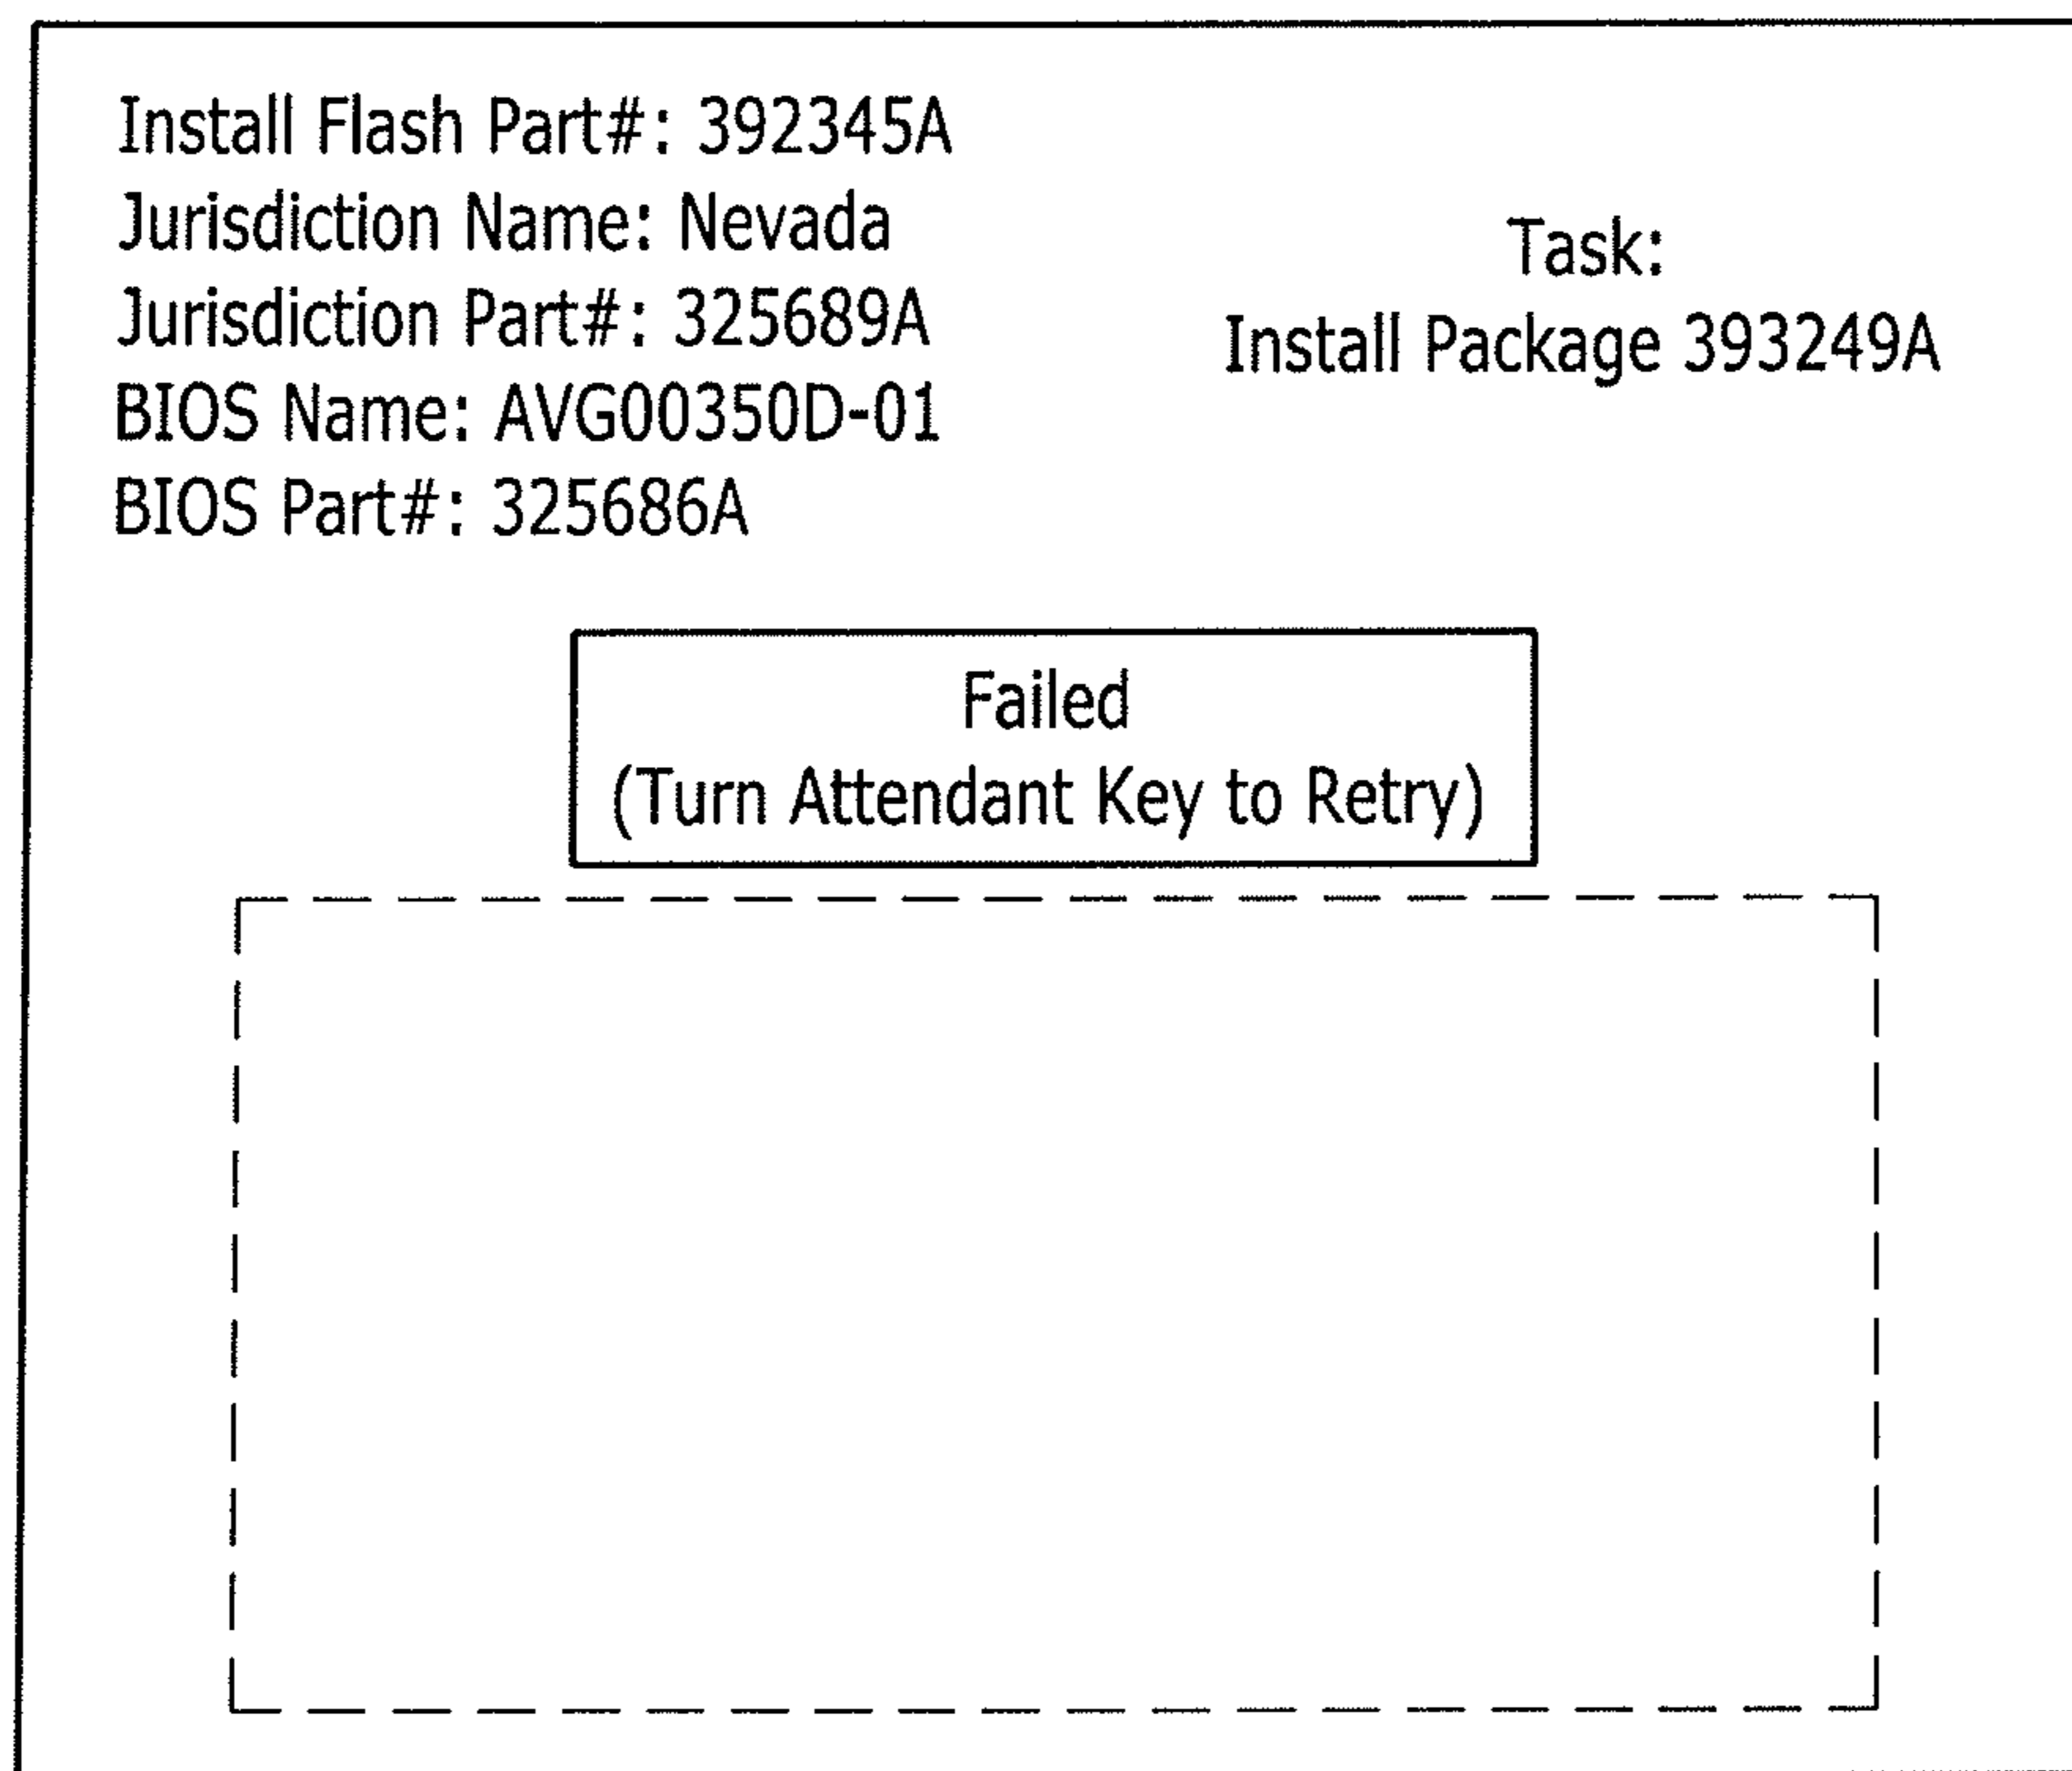 Install Flash Part#: 392345A
Jurisdiction Name: Nevada
Jurisdiction Part#: 325689A
BIOS Name: AVG00350D-01
BIOS Part#: 325686A
Task:
Install Package 393249A
Failed
(Turn Attendant Key to Retry)